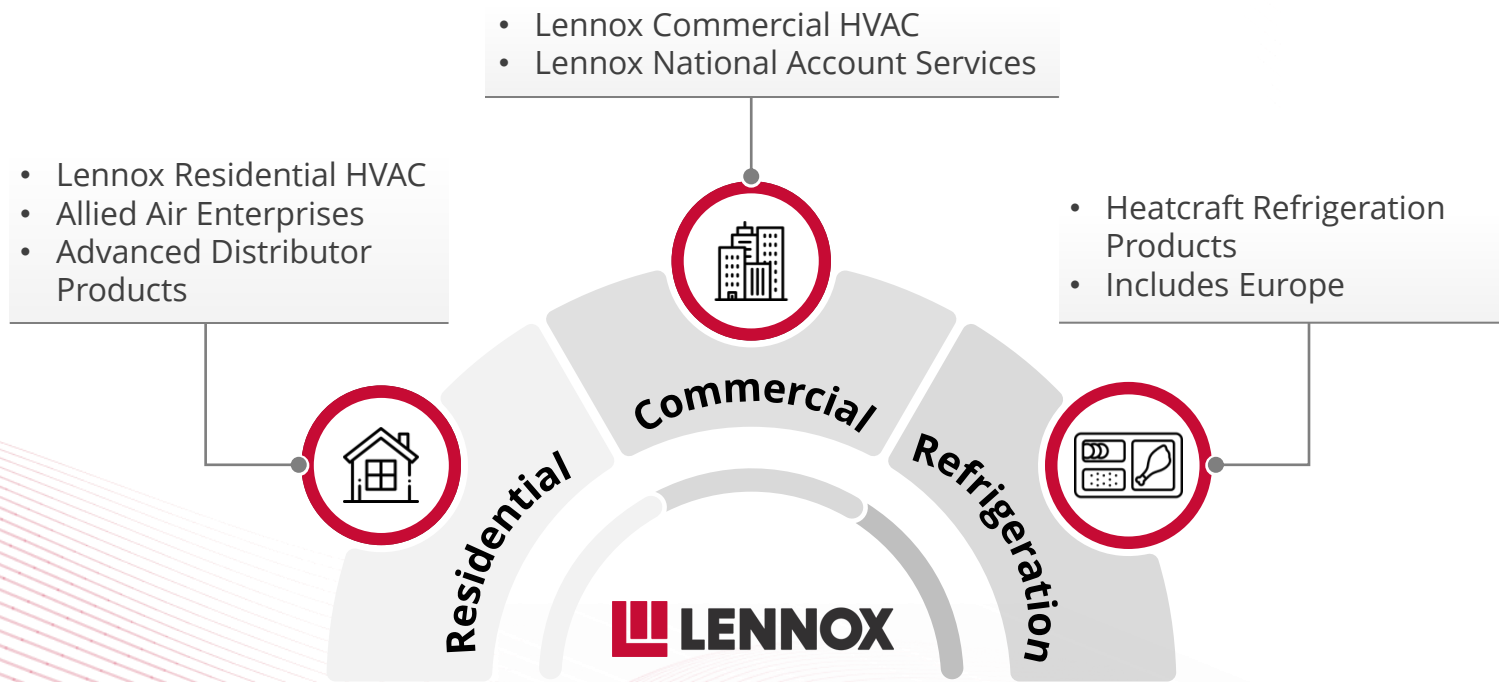 • Lennox Commercial HVAC
• Lennox National Account Services
• Lennox Residential HVAC
• Allied Air Enterprises
• Advanced Distributor
Products
• Heatcraft Refrigeration
Products
• Includes Europe
Residential
Commercial
Refrigeration
LENNOX